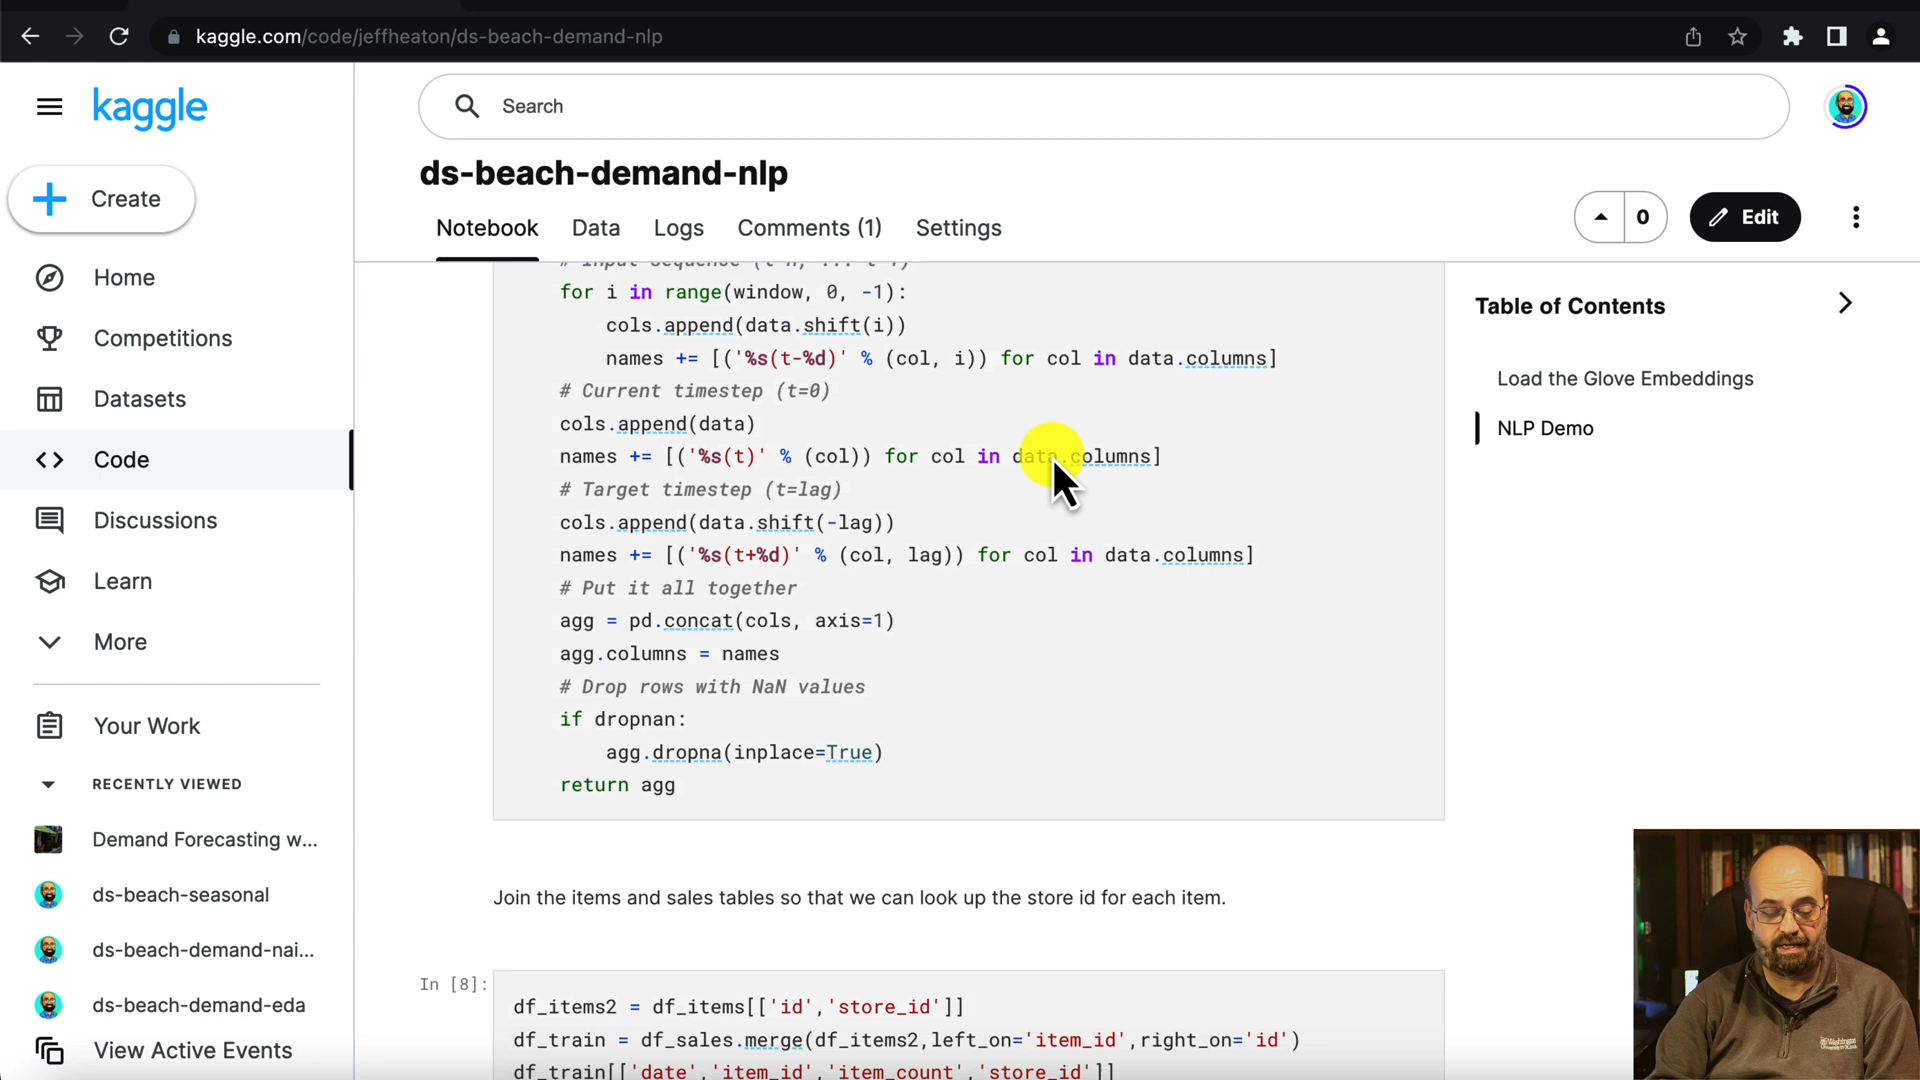 kaggle.com/code/jeffheaton/ds-beach-demand-nlp
kaggle
Search
Create
ds-beach-demand-nlp
Notebook
Data
Logs
Comments (1)
Settings
0
Edit
Home
Competitions
Datasets
Code
Discussions
Learn
More
Your Work
RECENTLY VIEWED
Demand Forecasting w...
ds-beach-seasonal
ds-beach-demand-nai...
ds-beach-demand-eda
View Active Events
for i in range(window, 0, -1):
cols.append(data.shift(i))
names += [('%s(t-%d)' % (col, i)) for col in data.columns]
# Current timestep (t=0)
cols.append(data)
names += [('%s(t)' % (col)) for col in data.columns]
# Target timestep (t=lag)
cols.append(data.shift(-lag))
names += [('%s(t+%d)' % (col, lag)) for col in data.columns]
# Put it all together
agg = pd.concat(cols, axis=1)
agg.columns = names
# Drop rows with NaN values
if dropnan:
agg.dropna(inplace=True)
return agg
Join the items and sales tables so that we can look up the store id for each item.
In [8]:
df_items2 = df_items[['id','store_id']]
df_train = df_sales.merge(df_items2,left_on='item_id',right_on='id')
df_train[['date','item_id','item_count','store_id']]
Table of Contents
Load the Glove Embeddings
NLP Demo